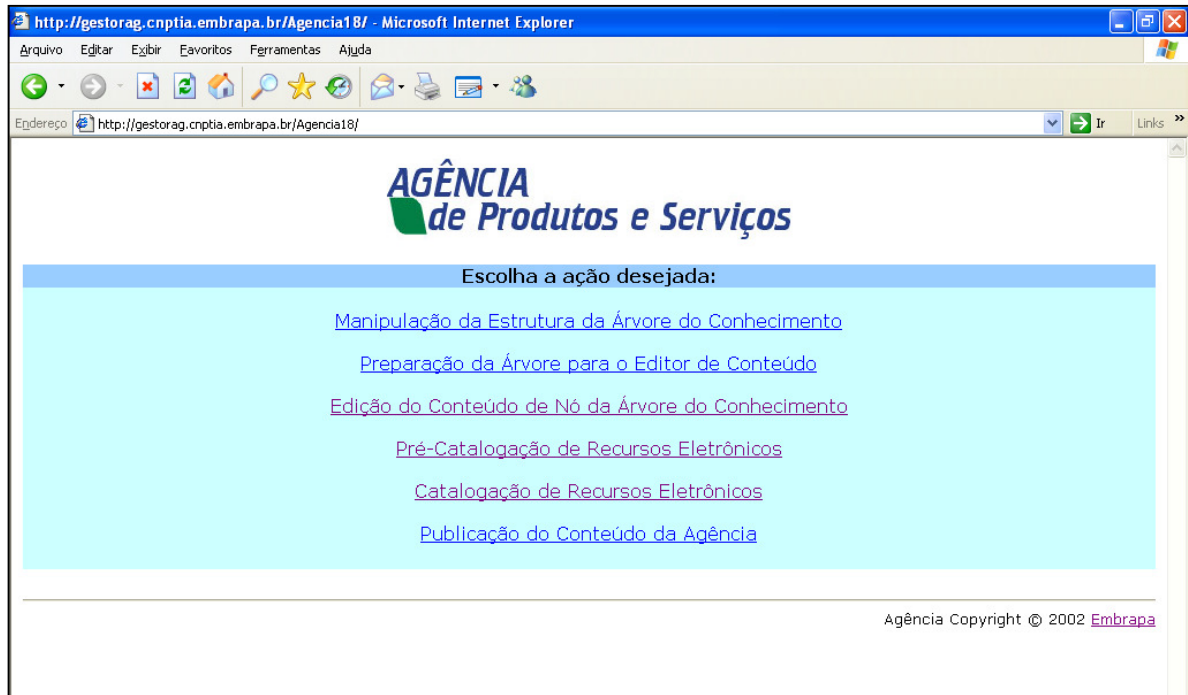 http://gestorag.cnptia.embrapa.br/Agencia18/ - Microsoft Internet Explorer
Arquivo Editar Exibir Favoritos Ferramentas Ajuda
Endereço http://gestorag.cnptia.embrapa.br/Agencia18/ Ir Links »
AGÊNCIA
de Produtos e Serviços
Escolha a ação desejada:
Manipulação da Estrutura da Árvore do Conhecimento
Preparação da Árvore para o Editor de Conteúdo
Edição do Conteúdo de Nó da Árvore do Conhecimento
Pré-Catalogação de Recursos Eletrônicos
Catalogação de Recursos Eletrônicos
Publicação do Conteúdo da Agência
Agência Copyright © 2002 Embrapa